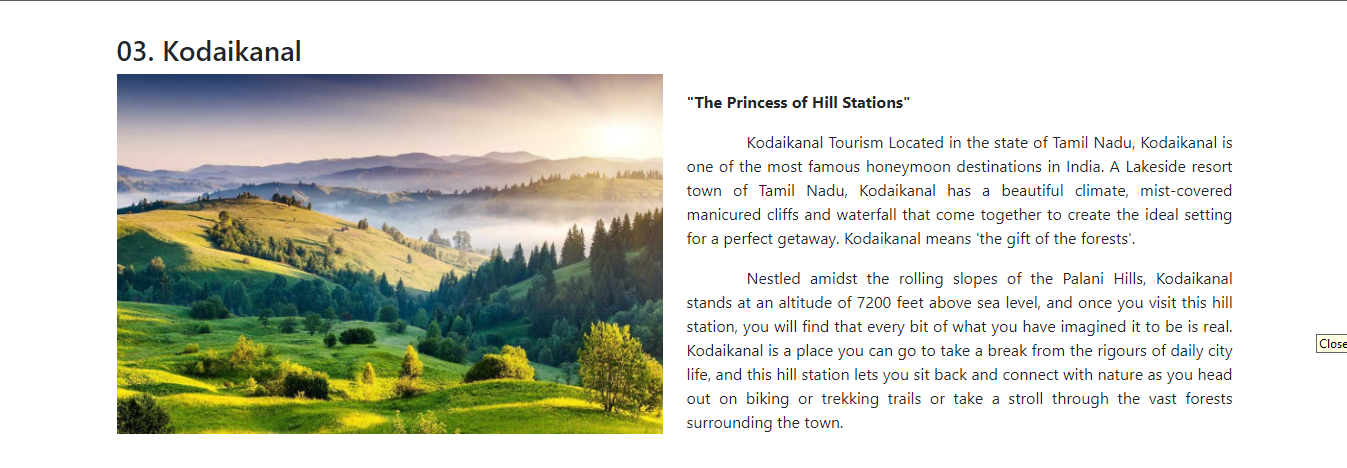 03. Kodaikanal
"The Princess of Hill Stations"
Kodaikanal Tourism Located in the state of Tamil Nadu, Kodaikanal is
one of the most famous honeymoon destinations in India. A Lakeside resort
town of Tamil Nadu, Kodaikanal has a beautiful climate, mist-covered
manicured cliffs and waterfall that come together to create the ideal setting
for a perfect getaway. Kodaikanal means 'the gift of the forests'.
Nestled amidst the rolling slopes of the Palani Hills, Kodaikanal
stands at an altitude of 7200 feet above sea level, and once you visit this hill
station, you will find that every bit of what you have imagined it to be is real.
Kodaikanal is a place you can go to take a break from the rigours of daily city
life, and this hill station lets you sit back and connect with nature as you head
out on biking or trekking trails or take a stroll through the vast forests
surrounding the town.
Close